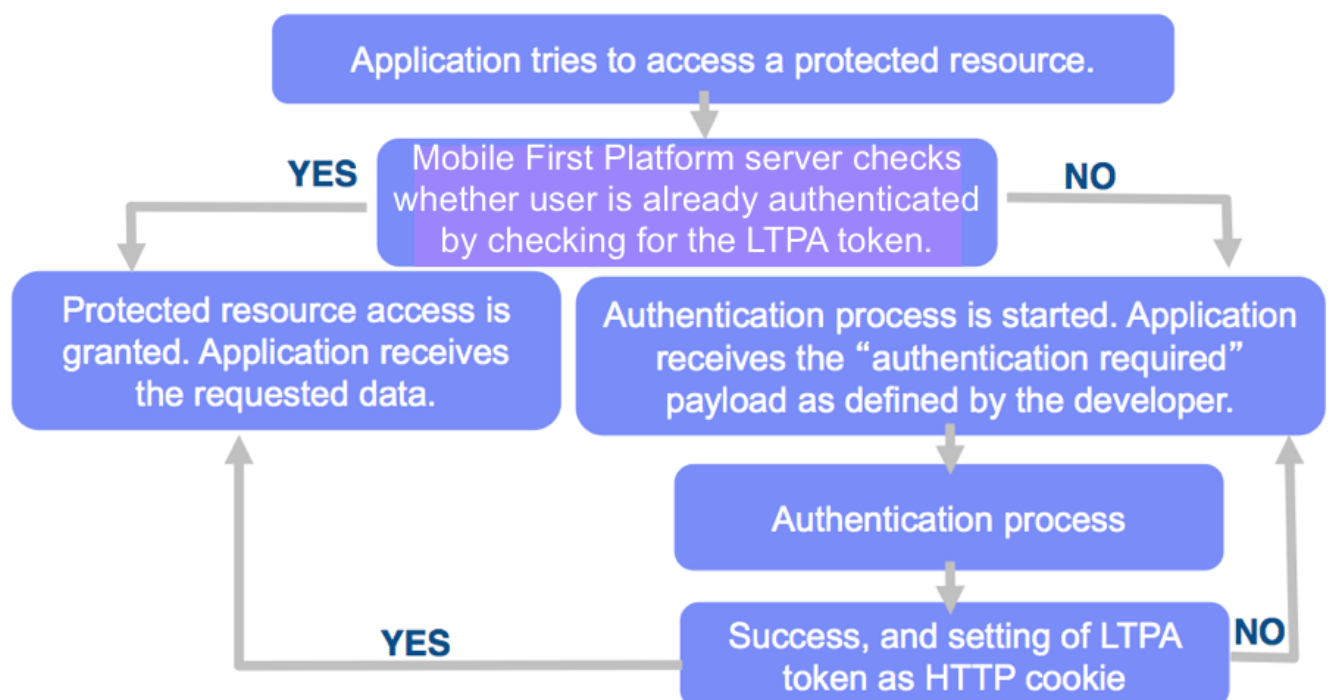 Application tries to access a protected resource.
YES
Mobile First Platform server checks
whether user is already authenticated
by checking for the LTPA token.
NO
Protected resource access is
granted. Application receives
the requested data.
Authentication process is started. Application
receives the “authentication required”
payload as defined by the developer.
Authentication process
YES
Success, and setting of LTPA
token as HTTP cookie
NO